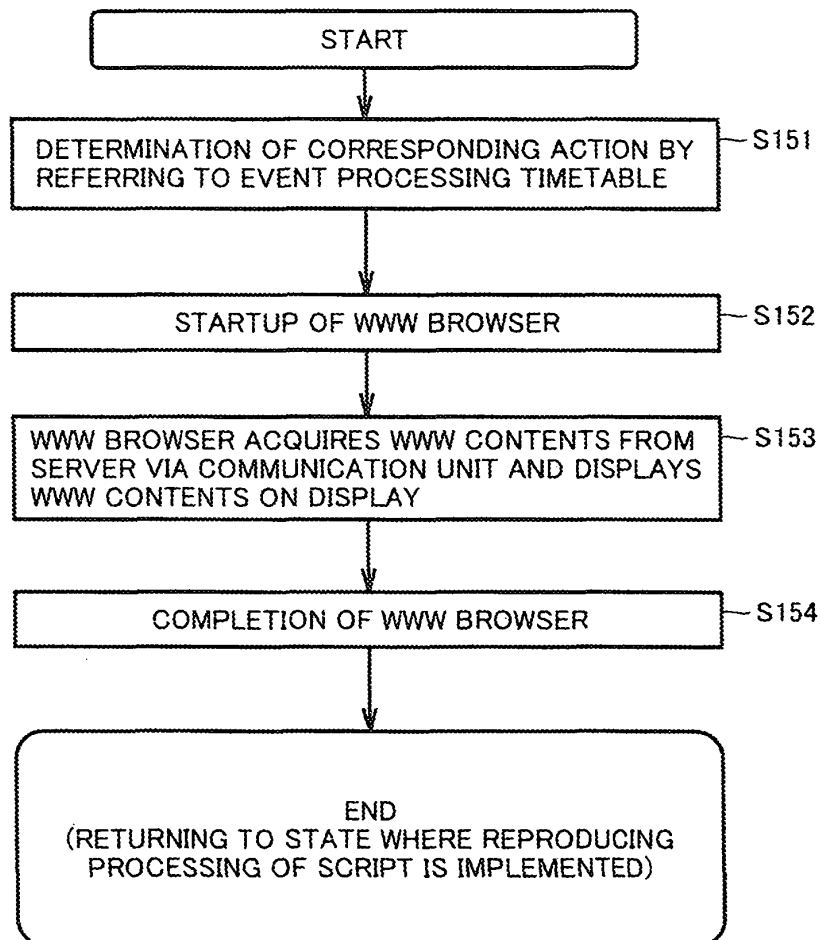 START
DETERMINATION OF CORRESPONDING ACTION BY
REFERRING TO EVENT PROCESSING TIMETABLE
S151
STARTUP OF WWW BROWSER
S152
WWW BROWSER ACQUIRES WWW CONTENTS FROM
SERVER VIA COMMUNICATION UNIT AND DISPLAYS
WWW CONTENTS ON DISPLAY
S153
COMPLETION OF WWW BROWSER
S154
END
(RETURNING TO STATE WHERE REPRODUCING
PROCESSING OF SCRIPT IS IMPLEMENTED)